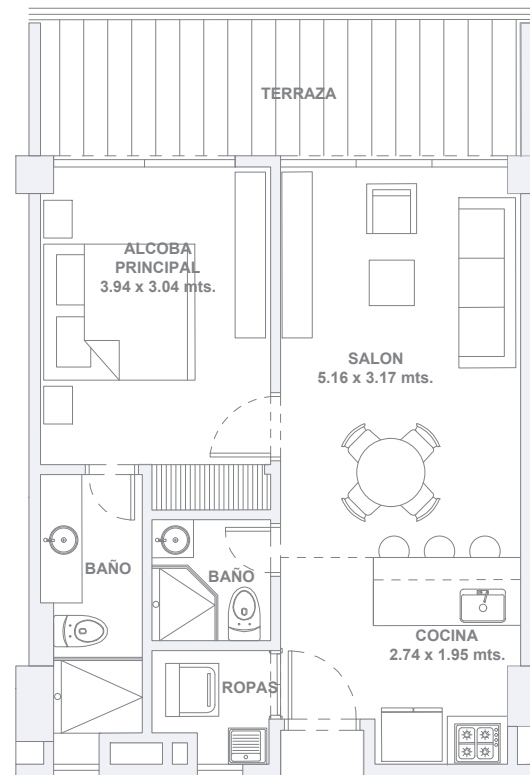 TERRAZA
ALCOBA
PRINCIPAL
3.94 x 3.04 mts.
SALON
5.16 x 3.17 mts.
BAÑO
BAÑO
COCINA
2.74 x 1.95 mts.
ROPAS